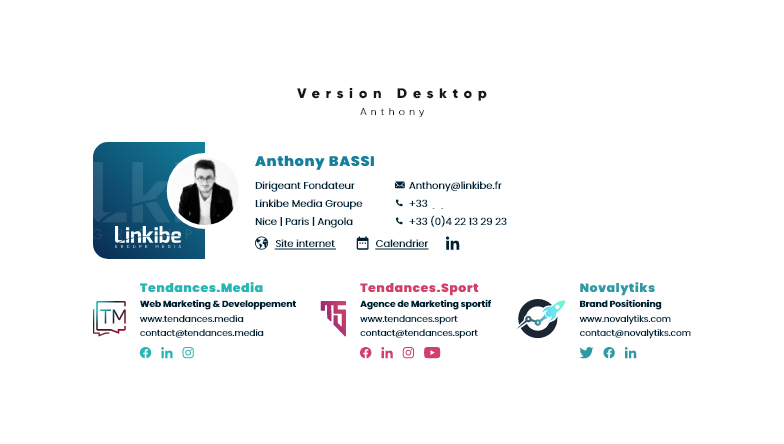 Version Desktop
Anthony
Anthony BASSI
Dirigeant Fondateur
Anthony@linkibe.fr
Linkibe Media Groupe
+33
Nice | Paris | Angola
+33 (0)4 22 13 29 23
Linkibe
GROUPE MEDIA
Site internet
Calendrier
Tendances.Media
Web Marketing & Developpement
www.tendances.media
contact@tendances.media
TM
Tendances.Sport
Agence de Marketing sportif
www.tendances.sport
contact@tendances.sport
TS
Novalytiks
Brand Positioning
www.novalytiks.com
contact@novalytiks.com